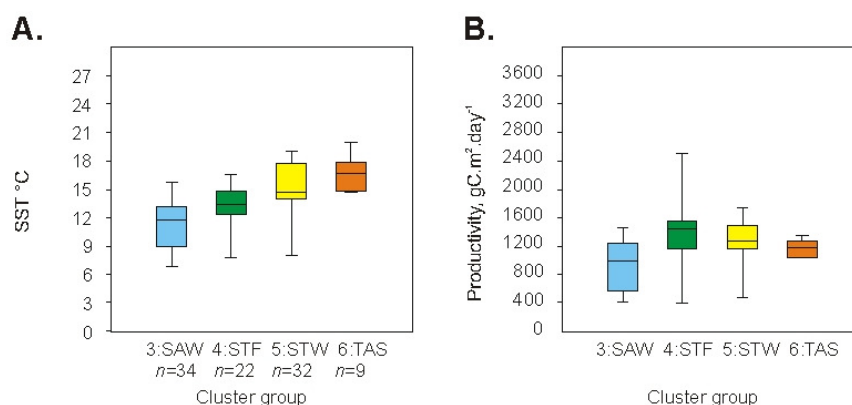 A.
B.
SST °C
27
24
21
18
15
12
9
6
3
0
3:SAW 4:STF 5:STW 6:TAS
n=34 n=22 n=32 n=9
Cluster group
Productivity, gC.m².day⁻¹
3600
3200
2800
2400
2000
1600
1200
800
400
0
3:SAW 4:STF 5:STW 6:TAS
Cluster group